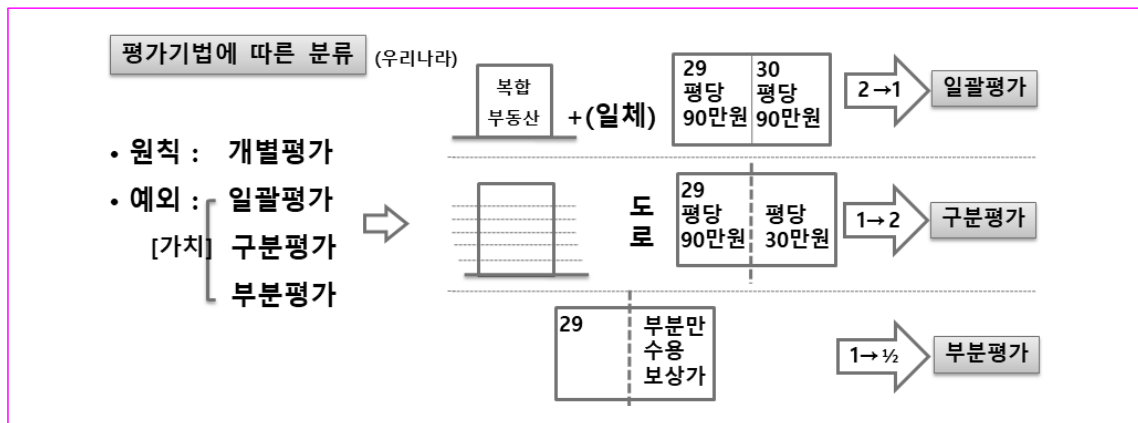 평가기법에 따른 분류 (우리나라)
• 원칙 : 개별평가
• 예외 : 일괄평가
[가치] 구분평가
부분평가
복합
부동산
+(일체)
29
평당
90만원
30
평당
90만원
2→1
일괄평가
도
로
29
평당
90만원
평당
30만원
1→2
구분평가
29
부분만
수용
보상가
1→½
부분평가